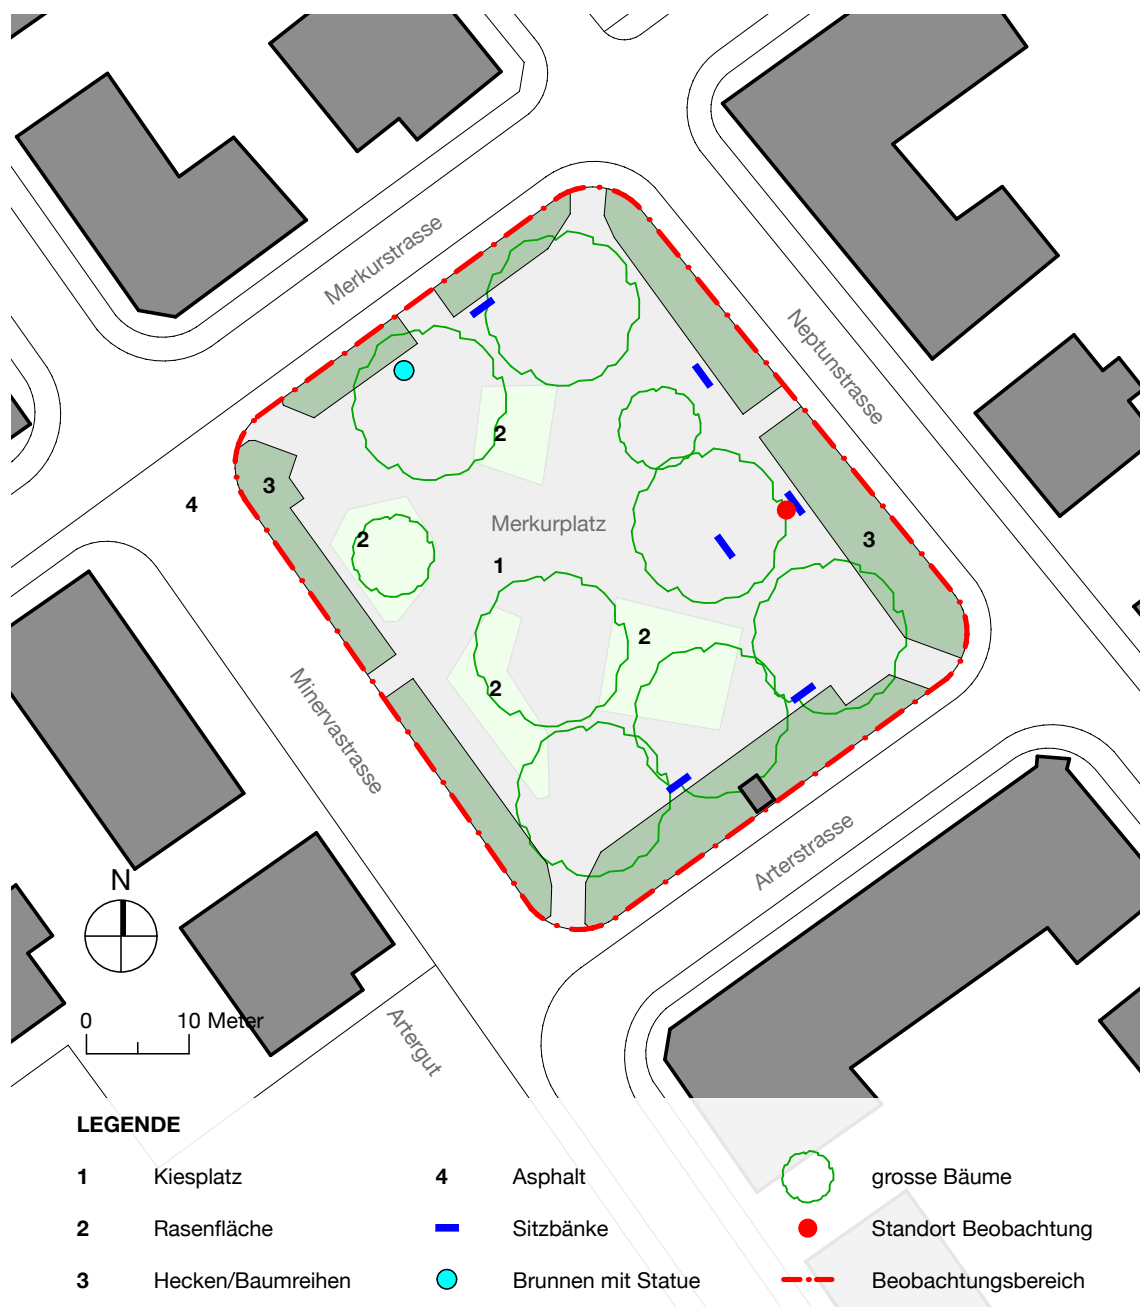 Merkurstrasse
Neptunstrasse
2
3
4
Merkurplatz
2
3
1
2
2
Minervastrasse
Arterstrasse
N
0 10 Meter
Artergut
LEGENDE
1 Kiesplatz 4 Asphalt grosse Bäume
2 Rasenfläche Sitzbänke Standort Beobachtung
3 Hecken/Baumreihen Brunnen mit Statue Beobachtungsbereich